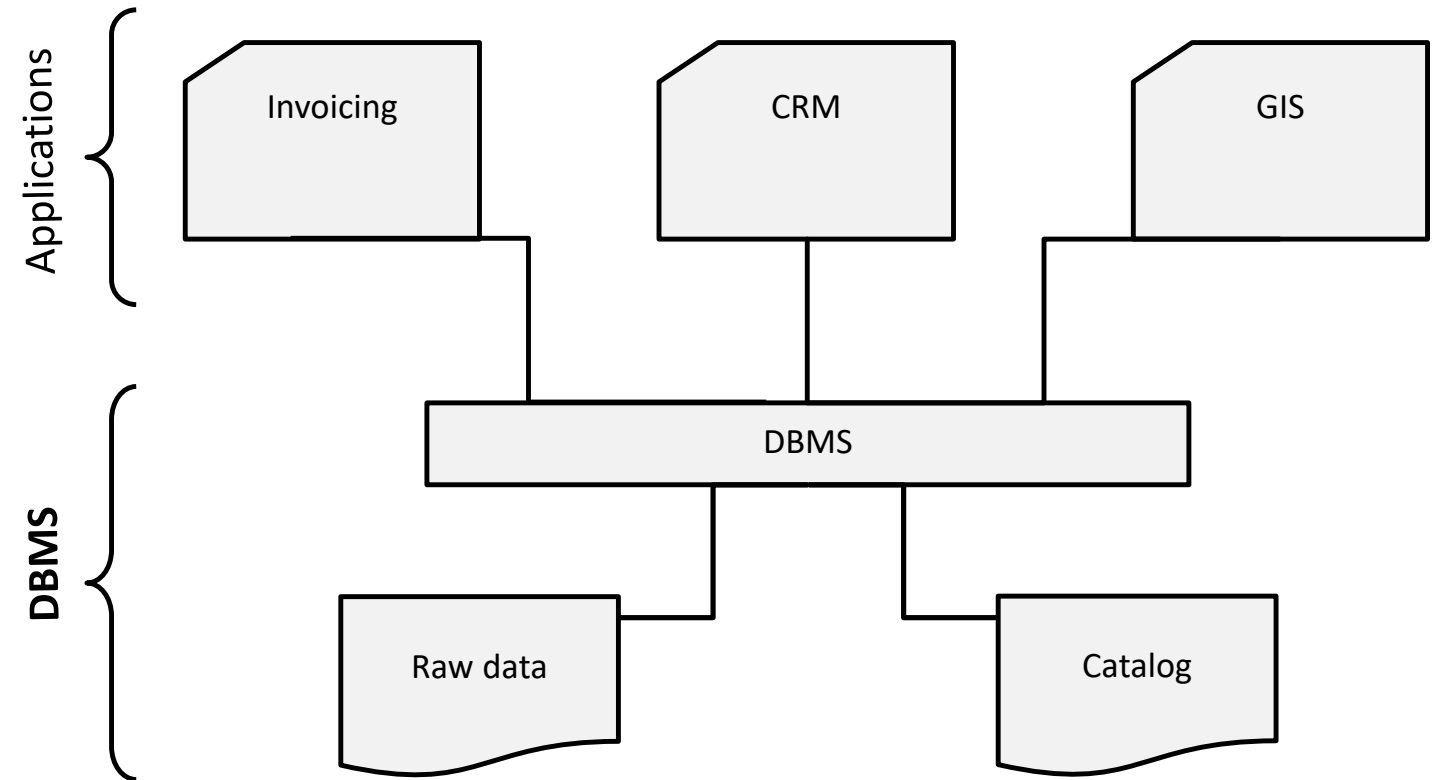 Applications
Invoicing
CRM
GIS
DBMS
DBMS
Raw data
Catalog